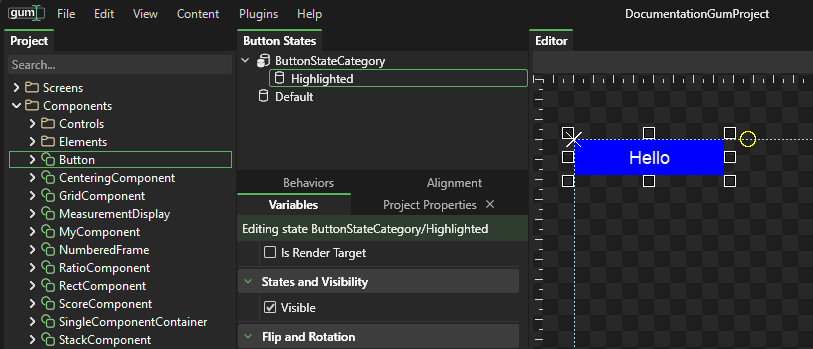 gum File Edit View Content Plugins Help DocumentationGumProject
Project
Search...
Screens
Components
Controls
Elements
Button
CenteringComponent
GridComponent
MeasurementDisplay
MyComponent
NumberedFrame
RatioComponent
RectComponent
ScoreComponent
SingleComponentContainer
StackComponent
Button States
ButtonStateCategory
Highlighted
Default
Behaviors Alignment
Variables Project Properties
Editing state ButtonStateCategory/Highlighted
Is Render Target
States and Visibility
Visible
Flip and Rotation
Editor
Hello